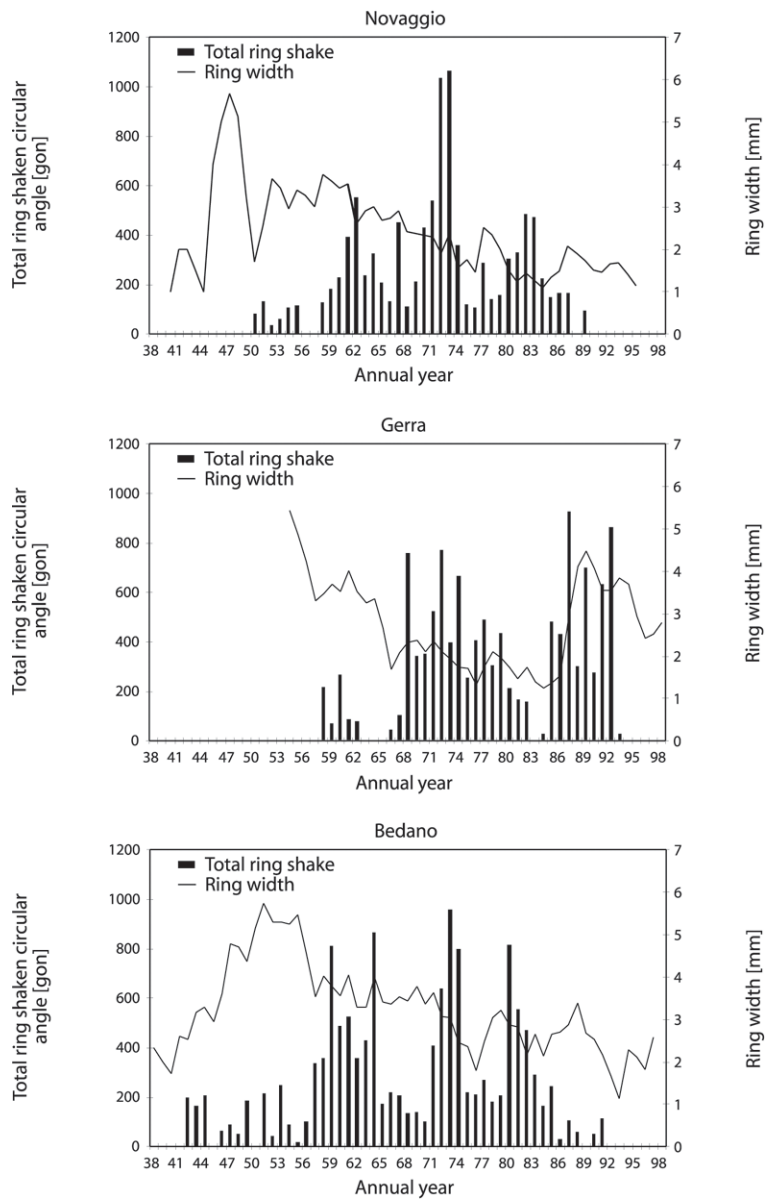 Novaggio
Total ring shaken circular
angle [gon]
1200
1000
800
600
400
200
0
Total ring shake
Ring width
7
6
5
4
3
2
1
0
Ring width [mm]
38 41 44 47 50 53 56 59 62 65 68 71 74 77 80 83 86 89 92 95 98
Annual year
Gerra
Total ring shaken circular
angle [gon]
1200
1000
800
600
400
200
0
Total ring shake
Ring width
7
6
5
4
3
2
1
0
Ring width [mm]
38 41 44 47 50 53 56 59 62 65 68 71 74 77 80 83 86 89 92 95 98
Annual year
Bedano
Total ring shaken circular
angle [gon]
1200
1000
800
600
400
200
0
Total ring shake
Ring width
7
6
5
4
3
2
1
0
Ring width [mm]
38 41 44 47 50 53 56 59 62 65 68 71 74 77 80 83 86 89 92 95 98
Annual year